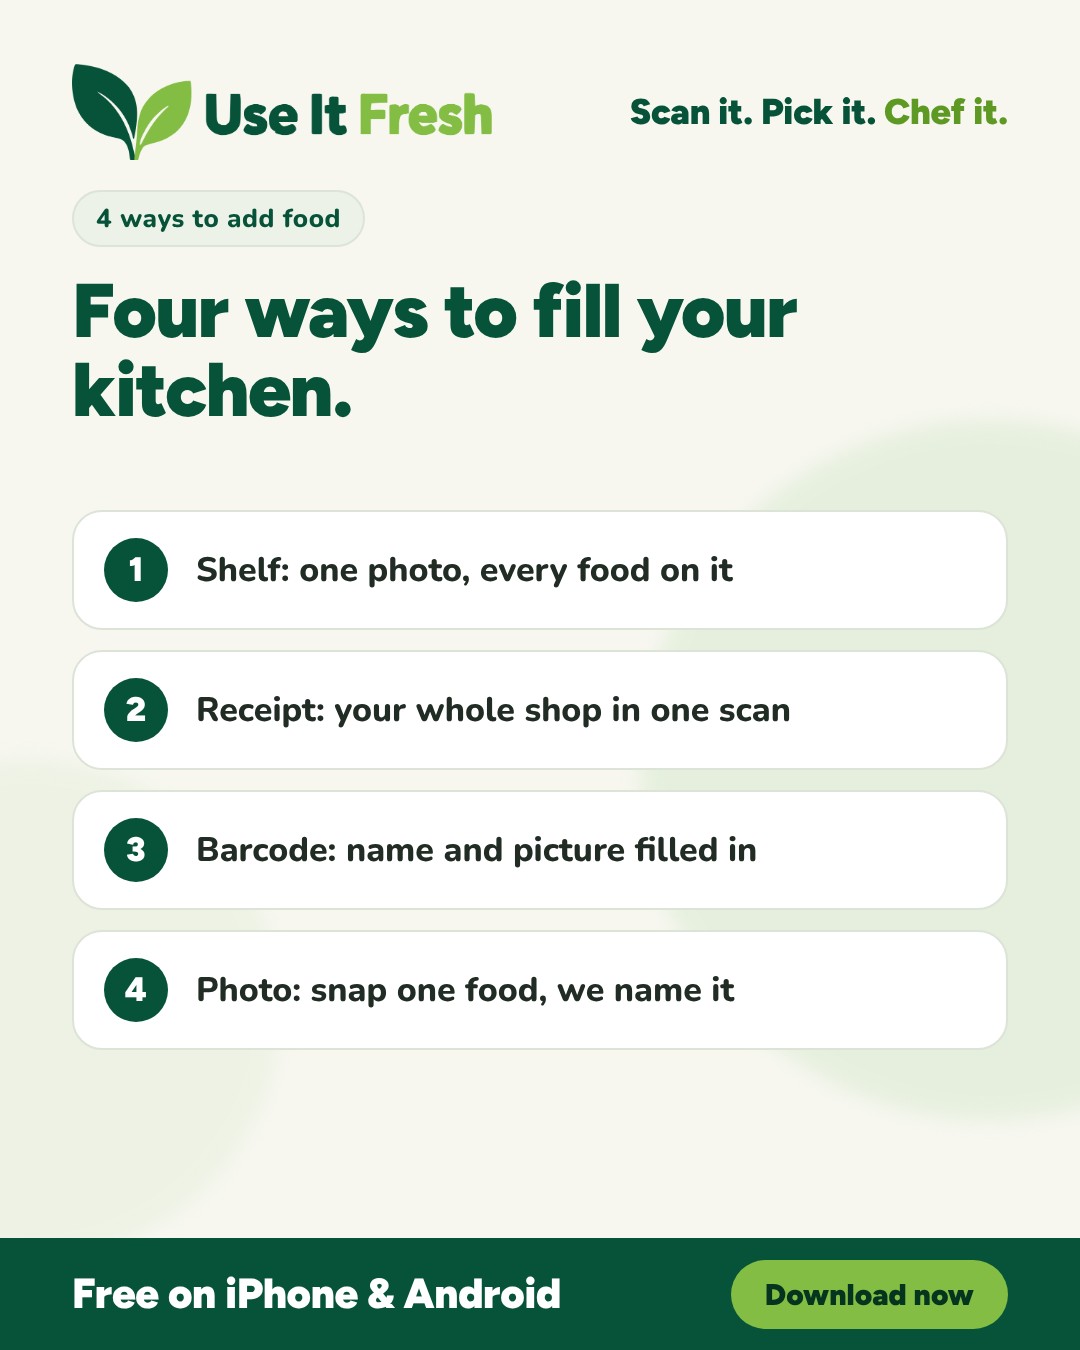 Use It Fresh
Scan it. Pick it. Chef it.
4 ways to add food
Four ways to fill your
kitchen.
1 Shelf: one photo, every food on it
2 Receipt: your whole shop in one scan
3 Barcode: name and picture filled in
4 Photo: snap one food, we name it
Free on iPhone & Android
Download now